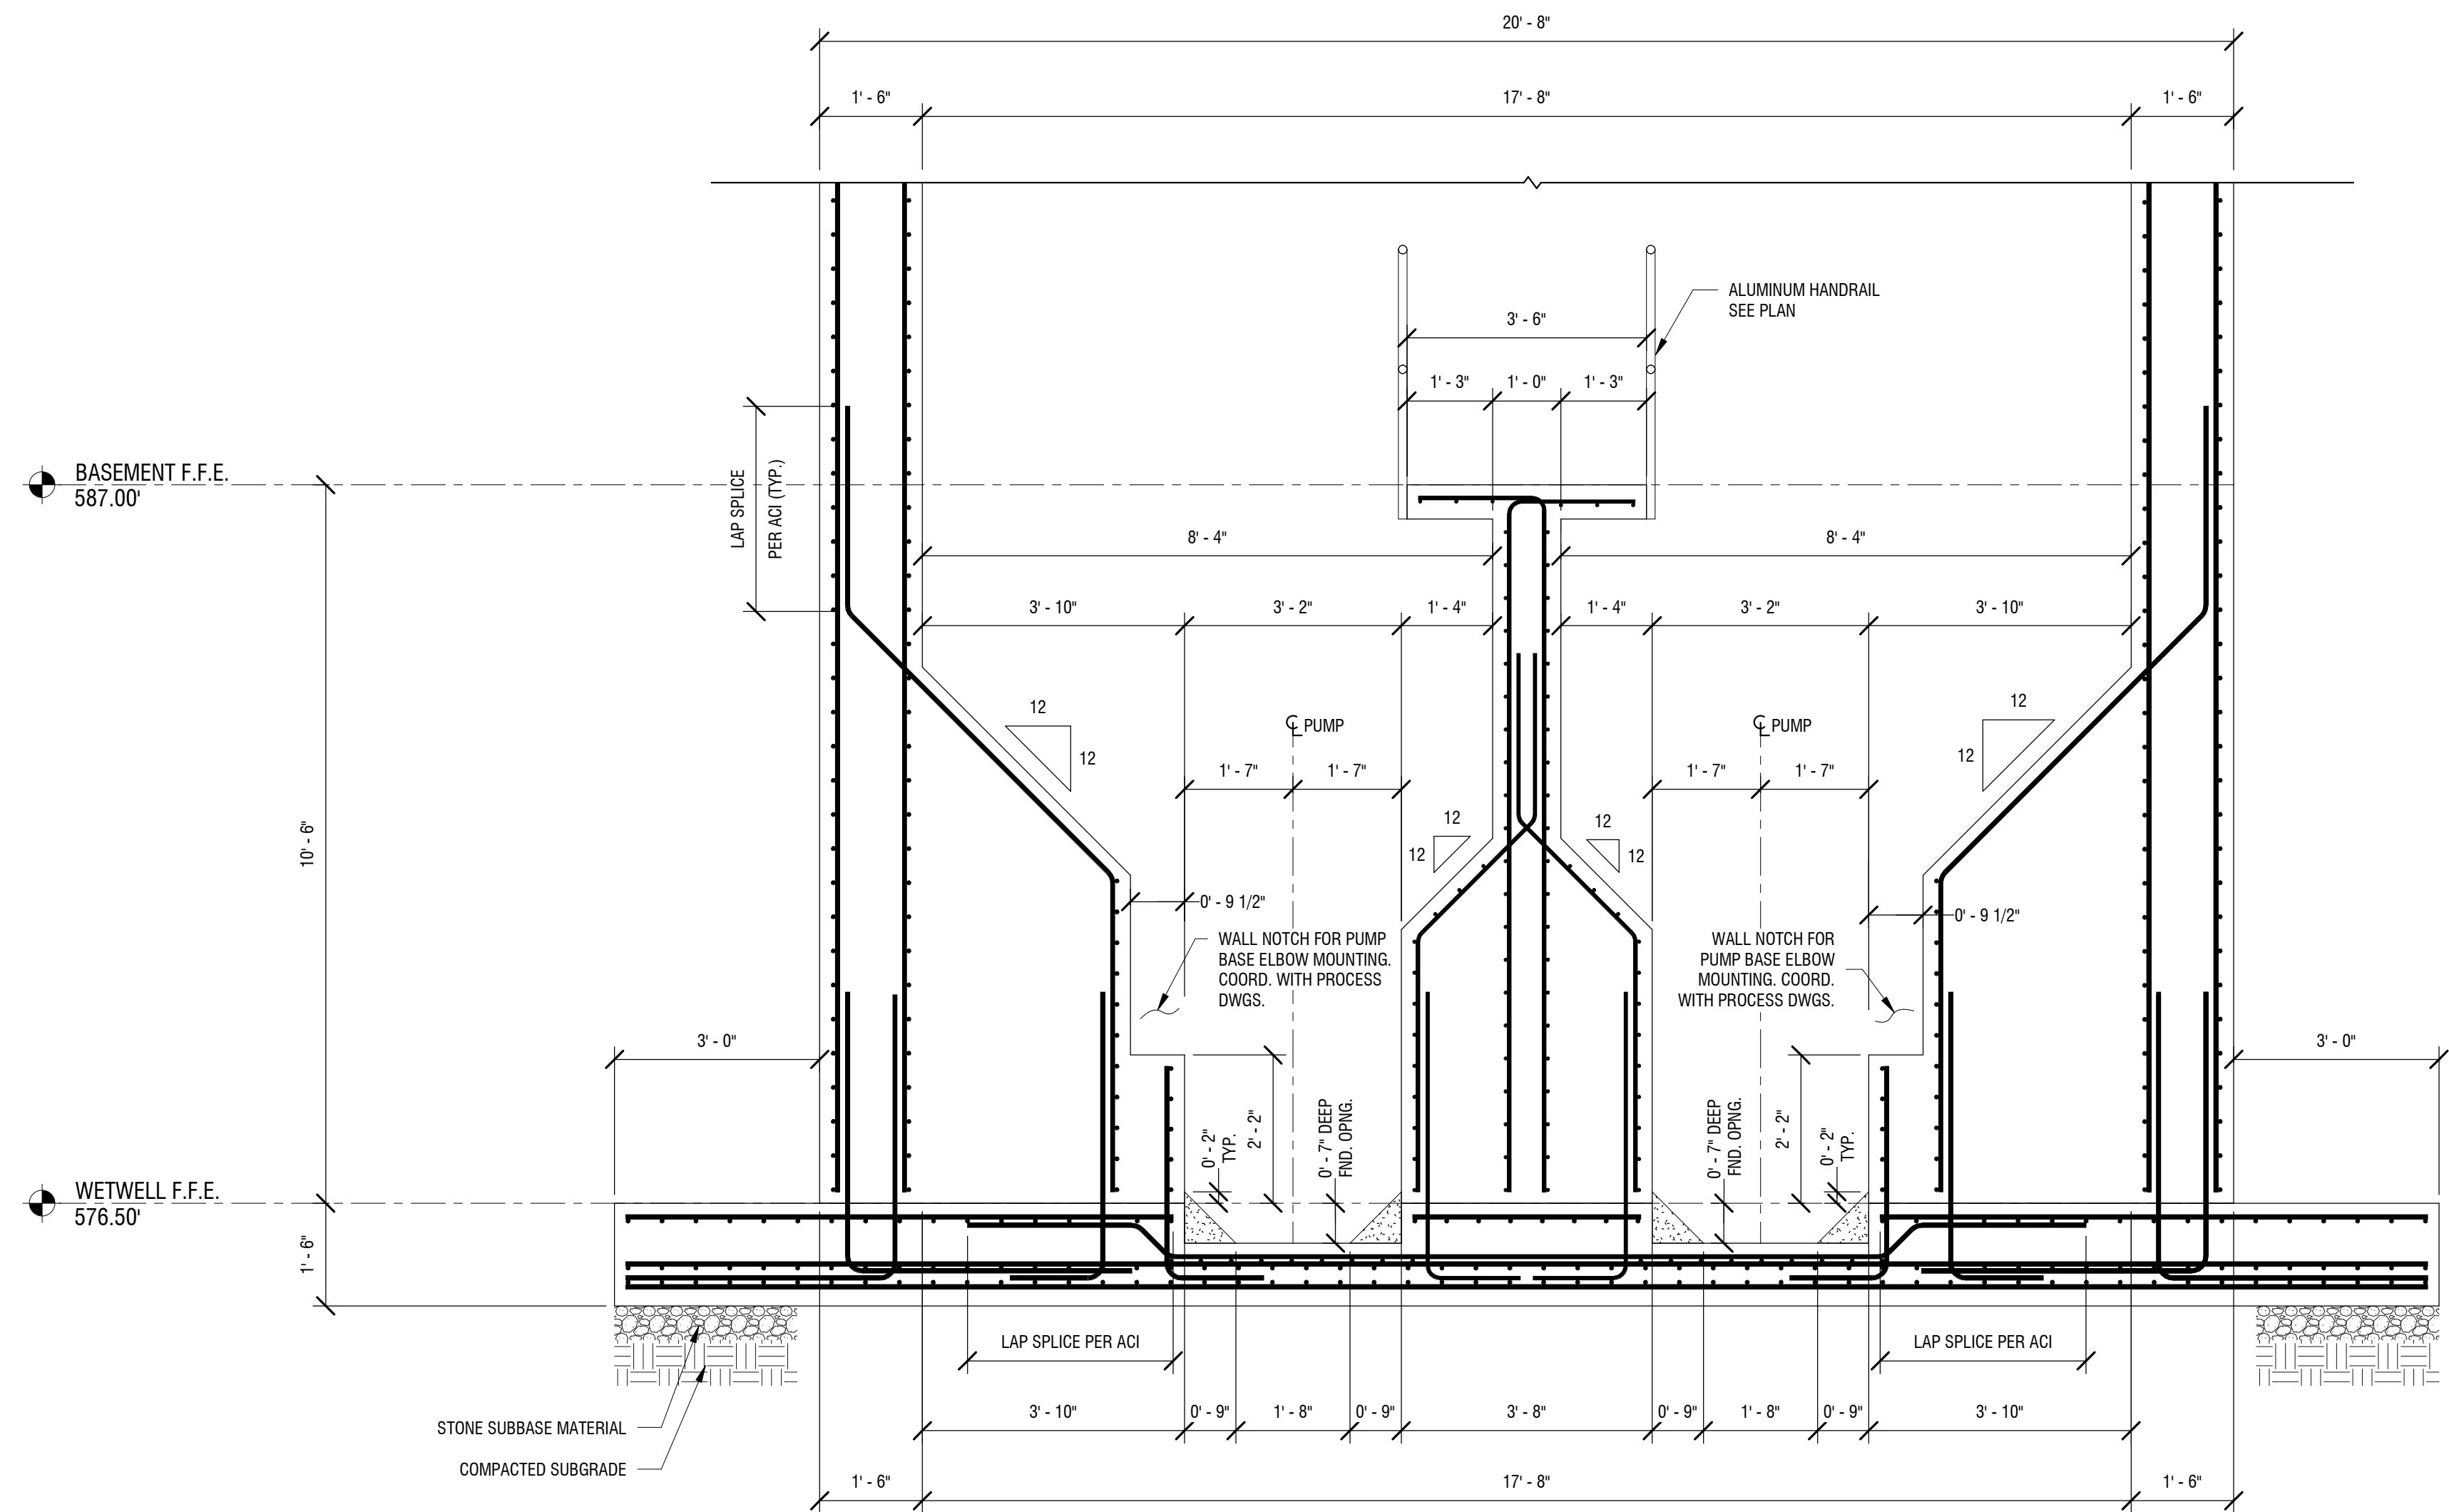 20' - 8"
1' - 6"
17' - 8"
1' - 6"
ALUMINUM HANDRAIL
SEE PLAN
3' - 6"
1' - 3"
1' - 0"
1' - 3"
BASEMENT F.F.E.
587.00'
LAP SPLICE
PER ACI (TYP.)
8' - 4"
8' - 4"
3' - 10"
3' - 2"
1' - 4"
1' - 4"
3' - 2"
3' - 10"
12
12
12
12
℄ PUMP
℄ PUMP
1' - 7"
1' - 7"
1' - 7"
1' - 7"
12
12
12
12
10' - 6"
0' - 9 1/2"
0' - 9 1/2"
WALL NOTCH FOR PUMP
BASE ELBOW MOUNTING.
COORD. WITH PROCESS
DWGS.
WALL NOTCH FOR
PUMP BASE ELBOW
MOUNTING. COORD.
WITH PROCESS DWGS.
3' - 0"
3' - 0"
0' - 2"
TYP.
2' - 2"
0' - 7" DEEP
FND. OPNG.
0' - 7" DEEP
FND. OPNG.
2' - 2"
0' - 2"
TYP.
WETWELL F.F.E.
576.50'
1' - 6"
LAP SPLICE PER ACI
LAP SPLICE PER ACI
STONE SUBBASE MATERIAL
COMPACTED SUBGRADE
3' - 10"
0' - 9"
1' - 8"
0' - 9"
3' - 8"
0' - 9"
1' - 8"
0' - 9"
3' - 10"
1' - 6"
17' - 8"
1' - 6"